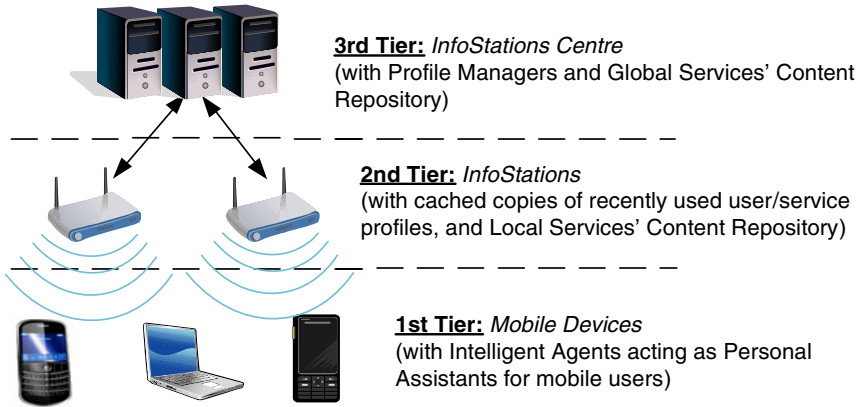 3rd Tier: InfoStations Centre
(with Profile Managers and Global Services’ Content
Repository)
2nd Tier: InfoStations
(with cached copies of recently used user/service
profiles, and Local Services’ Content Repository)
1st Tier: Mobile Devices
(with Intelligent Agents acting as Personal
Assistants for mobile users)